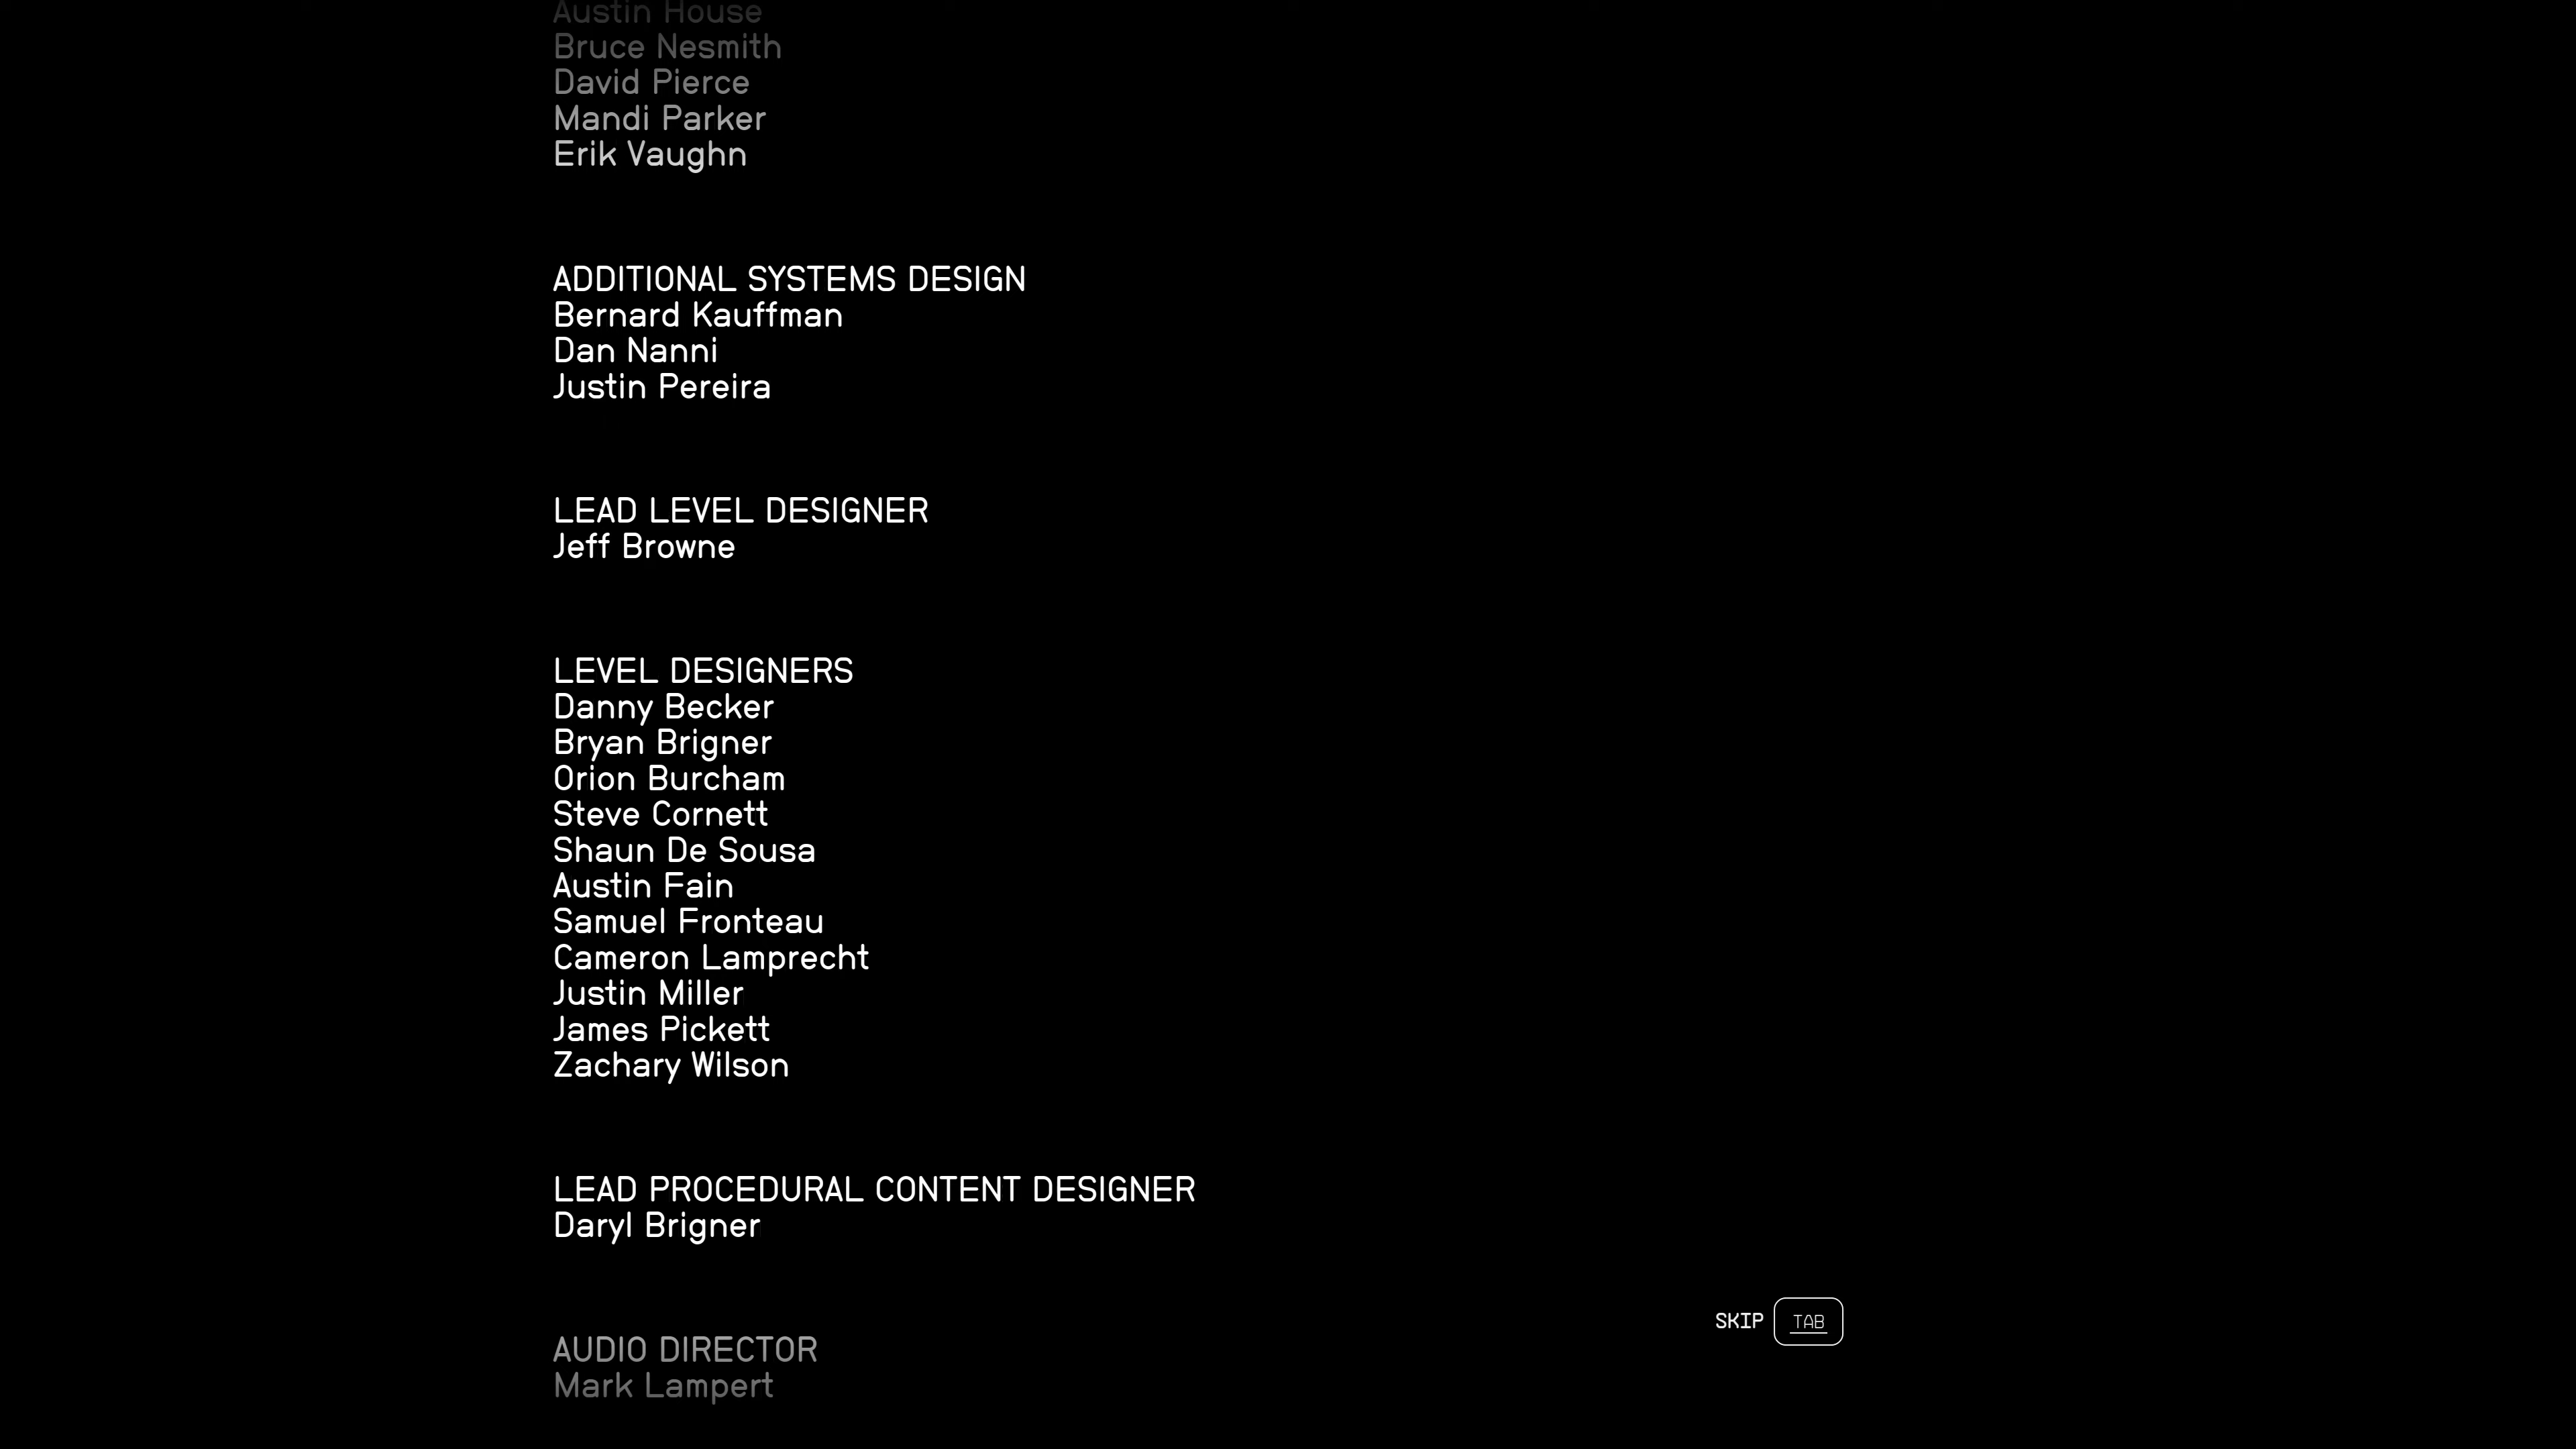 Austin House
Bruce Nesmith
David Pierce
Mandi Parker
Erik Vaughn
ADDITIONAL SYSTEMS DESIGN
Bernard Kauffman
Dan Nanni
Justin Pereira
LEAD LEVEL DESIGNER
Jeff Browne
LEVEL DESIGNERS
Danny Becker
Bryan Brigner
Orion Burcham
Steve Cornett
Shaun De Sousa
Austin Fain
Samuel Fronteau
Cameron Lamprecht
Justin Miller
James Pickett
Zachary Wilson
LEAD PROCEDURAL CONTENT DESIGNER
Daryl Brigner
SKIP TAB
AUDIO DIRECTOR
Mark Lampert